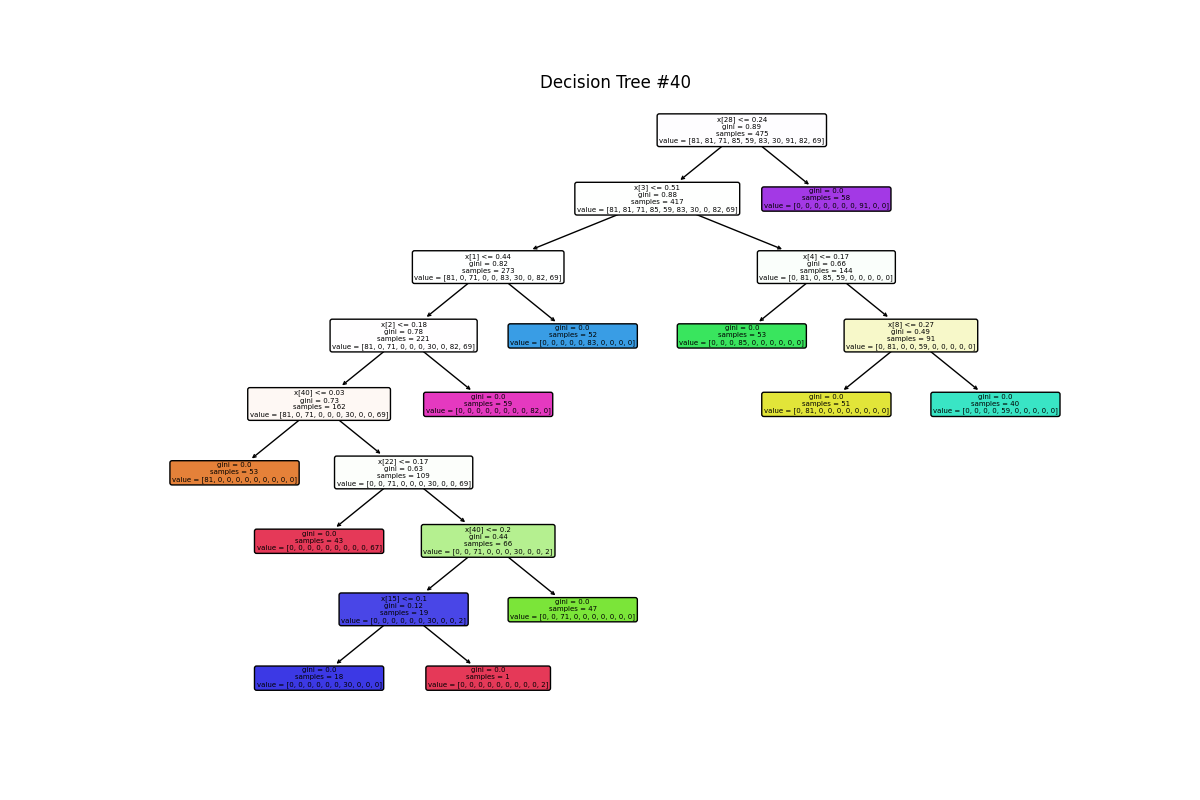 Decision Tree #40
x[28] <= 0.24
gini = 0.89
samples = 475
value = [81, 81, 71, 85, 59, 83, 30, 91, 82, 69]
x[3] <= 0.51
gini = 0.88
samples = 417
value = [81, 81, 71, 85, 59, 83, 30, 0, 82, 69]
gini = 0.0
samples = 58
value = [0, 0, 0, 0, 0, 0, 0, 91, 0, 0]
x[1] <= 0.44
gini = 0.82
samples = 273
value = [81, 0, 71, 0, 0, 83, 30, 0, 82, 69]
x[4] <= 0.17
gini = 0.66
samples = 144
value = [0, 81, 0, 85, 59, 0, 0, 0, 0, 0]
x[2] <= 0.18
gini = 0.78
samples = 221
value = [81, 0, 71, 0, 0, 0, 30, 0, 82, 69]
gini = 0.0
samples = 52
value = [0, 0, 0, 0, 0, 83, 0, 0, 0, 0]
gini = 0.0
samples = 53
value = [0, 0, 0, 85, 0, 0, 0, 0, 0, 0]
x[8] <= 0.27
gini = 0.49
samples = 91
value = [0, 81, 0, 0, 59, 0, 0, 0, 0, 0]
x[40] <= 0.03
gini = 0.73
samples = 162
value = [81, 0, 71, 0, 0, 0, 30, 0, 0, 69]
gini = 0.0
samples = 59
value = [0, 0, 0, 0, 0, 0, 0, 0, 82, 0]
gini = 0.0
samples = 51
value = [0, 81, 0, 0, 0, 0, 0, 0, 0, 0]
gini = 0.0
samples = 40
value = [0, 0, 0, 0, 59, 0, 0, 0, 0, 0]
gini = 0.0
samples = 53
value = [81, 0, 0, 0, 0, 0, 0, 0, 0, 0]
x[22] <= 0.17
gini = 0.63
samples = 109
value = [0, 0, 71, 0, 0, 0, 30, 0, 0, 69]
gini = 0.0
samples = 43
value = [0, 0, 0, 0, 0, 0, 0, 0, 0, 67]
x[40] <= 0.2
gini = 0.44
samples = 66
value = [0, 0, 71, 0, 0, 0, 30, 0, 0, 2]
x[15] <= 0.1
gini = 0.12
samples = 19
value = [0, 0, 0, 0, 0, 0, 30, 0, 0, 2]
gini = 0.0
samples = 47
value = [0, 0, 71, 0, 0, 0, 0, 0, 0, 0]
gini = 0.0
samples = 18
value = [0, 0, 0, 0, 0, 0, 30, 0, 0, 0]
gini = 0.0
samples = 1
value = [0, 0, 0, 0, 0, 0, 0, 0, 0, 2]